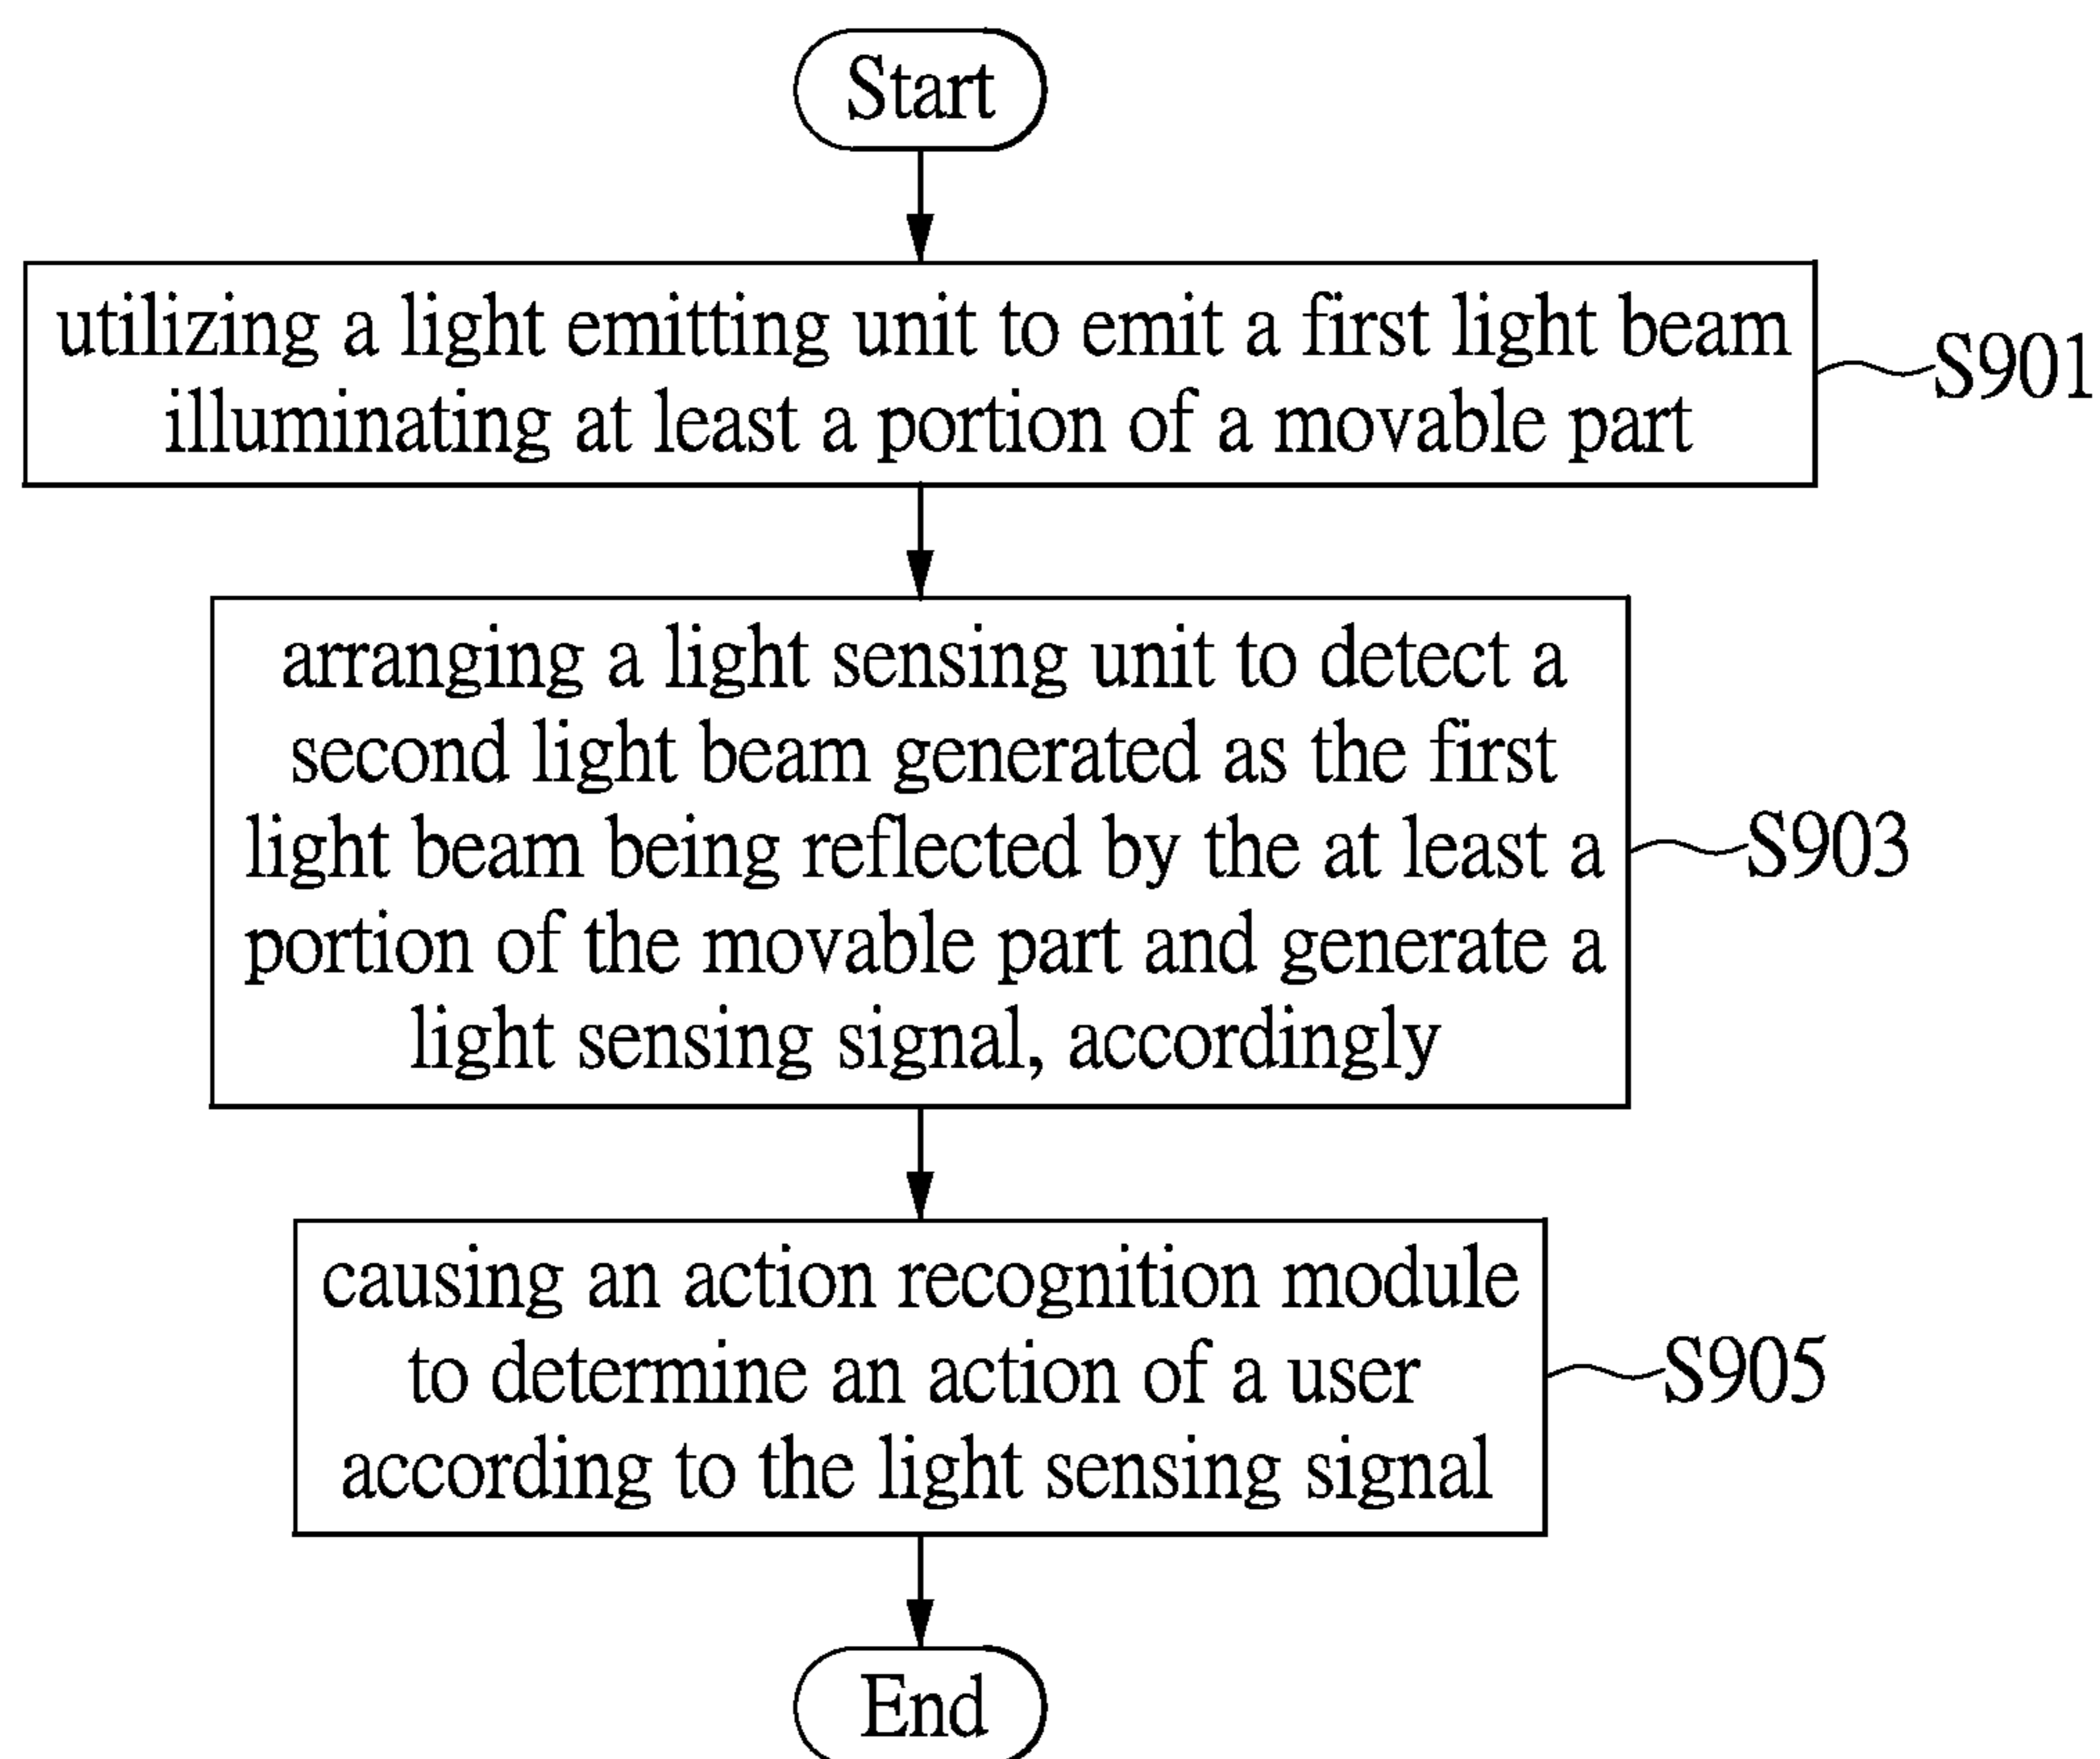 Start
utilizing a light emitting unit to emit a first light beam
illuminating at least a portion of a movable part
S901
arranging a light sensing unit to detect a
second light beam generated as the first
light beam being reflected by the at least a
portion of the movable part and generate a
light sensing signal, accordingly
S903
causing an action recognition module
to determine an action of a user
according to the light sensing signal
S905
End